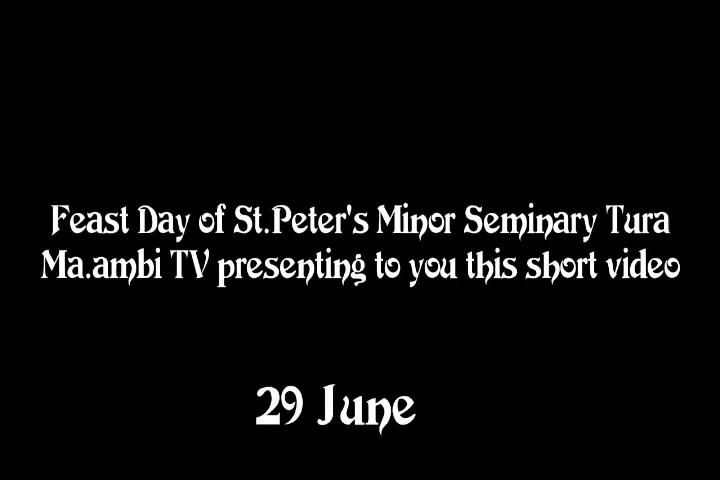 Feast Day of St.Peter's Minor Seminary Tura
Ma.ambi TV presenting to you this short video
29 June